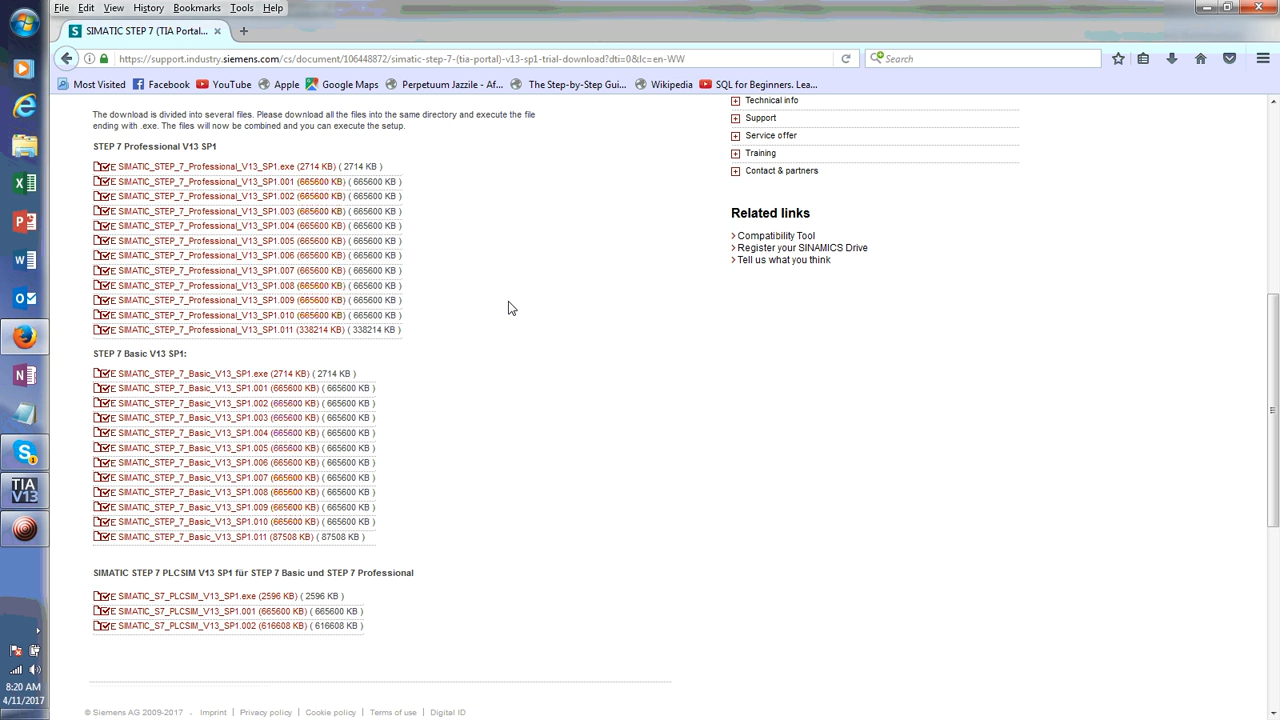 File Edit View History Bookmarks Tools Help
SIMATIC STEP 7 (TIA Portal... × +
https://support.industry.siemens.com/cs/document/106448872/simatic-step-7-(tia-portal)-v13-sp1-trial-download?dti=0&lc=en-WW
Search
Most Visited Facebook YouTube Apple Google Maps Perpetuum Jazzile - Af... The Step-by-Step Gui... Wikipedia SQL for Beginners. Lea...
The download is divided into several files. Please download all the files into the same directory and execute the file
ending with .exe. The files will now be combined and you can execute the setup.
STEP 7 Professional V13 SP1
E SIMATIC_STEP_7_Professional_V13_SP1.exe (2714 KB) ( 2714 KB )
E SIMATIC_STEP_7_Professional_V13_SP1.001 (665600 KB) ( 665600 KB )
E SIMATIC_STEP_7_Professional_V13_SP1.002 (665600 KB) ( 665600 KB )
E SIMATIC_STEP_7_Professional_V13_SP1.003 (665600 KB) ( 665600 KB )
E SIMATIC_STEP_7_Professional_V13_SP1.004 (665600 KB) ( 665600 KB )
E SIMATIC_STEP_7_Professional_V13_SP1.005 (665600 KB) ( 665600 KB )
E SIMATIC_STEP_7_Professional_V13_SP1.006 (665600 KB) ( 665600 KB )
E SIMATIC_STEP_7_Professional_V13_SP1.007 (665600 KB) ( 665600 KB )
E SIMATIC_STEP_7_Professional_V13_SP1.008 (665600 KB) ( 665600 KB )
E SIMATIC_STEP_7_Professional_V13_SP1.009 (665600 KB) ( 665600 KB )
E SIMATIC_STEP_7_Professional_V13_SP1.010 (665600 KB) ( 665600 KB )
E SIMATIC_STEP_7_Professional_V13_SP1.011 (338214 KB) ( 338214 KB )
STEP 7 Basic V13 SP1:
E SIMATIC_STEP_7_Basic_V13_SP1.exe (2714 KB) ( 2714 KB )
E SIMATIC_STEP_7_Basic_V13_SP1.001 (665600 KB) ( 665600 KB )
E SIMATIC_STEP_7_Basic_V13_SP1.002 (665600 KB) ( 665600 KB )
E SIMATIC_STEP_7_Basic_V13_SP1.003 (665600 KB) ( 665600 KB )
E SIMATIC_STEP_7_Basic_V13_SP1.004 (665600 KB) ( 665600 KB )
E SIMATIC_STEP_7_Basic_V13_SP1.005 (665600 KB) ( 665600 KB )
E SIMATIC_STEP_7_Basic_V13_SP1.006 (665600 KB) ( 665600 KB )
E SIMATIC_STEP_7_Basic_V13_SP1.007 (665600 KB) ( 665600 KB )
E SIMATIC_STEP_7_Basic_V13_SP1.008 (665600 KB) ( 665600 KB )
E SIMATIC_STEP_7_Basic_V13_SP1.009 (665600 KB) ( 665600 KB )
E SIMATIC_STEP_7_Basic_V13_SP1.010 (665600 KB) ( 665600 KB )
E SIMATIC_STEP_7_Basic_V13_SP1.011 (87508 KB) ( 87508 KB )
SIMATIC STEP 7 PLCSIM V13 SP1 für STEP 7 Basic und STEP 7 Professional
E SIMATIC_S7_PLCSIM_V13_SP1.exe (2596 KB) ( 2596 KB )
E SIMATIC_S7_PLCSIM_V13_SP1.001 (665600 KB) ( 665600 KB )
E SIMATIC_S7_PLCSIM_V13_SP1.002 (616608 KB) ( 616608 KB )
© Siemens AG 2009-2017 - Imprint | Privacy policy | Cookie policy | Terms of use | Digital ID
Technical info
Support
Service offer
Training
Contact & partners
Related links
Compatibility Tool
Register your SINAMICS Drive
Tell us what you think
TIA
V13
8:20 AM
4/11/2017